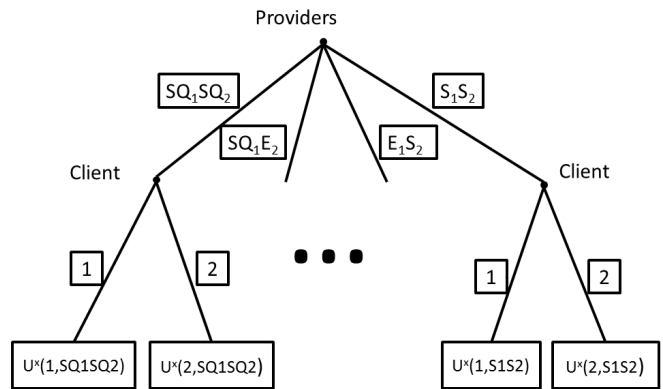 Providers
SQ₁SQ₂
S₁S₂
SQ₁E₂
E₁S₂
Client
Client
1
2
1
2
Uˣ(1,SQ1SQ2)
Uˣ(2,SQ1SQ2)
Uˣ(1,S1S2)
Uˣ(2,S1S2)